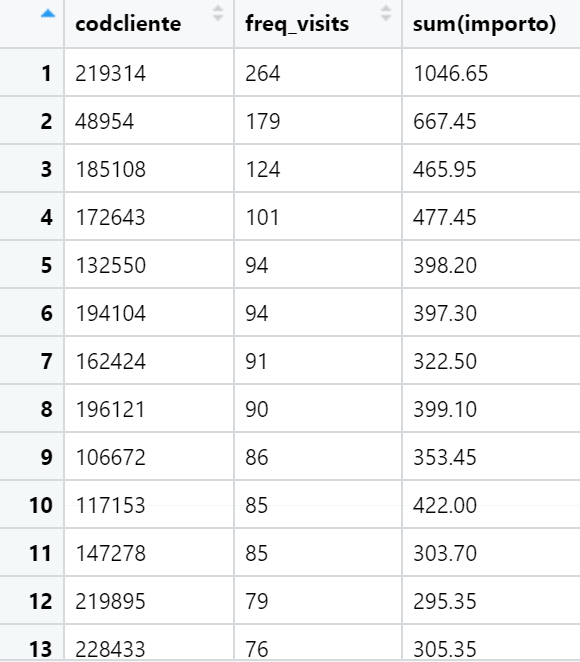 codcliente freq_visits sum(importo)
1 219314 264 1046.65
2 48954 179 667.45
3 185108 124 465.95
4 172643 101 477.45
5 132550 94 398.20
6 194104 94 397.30
7 162424 91 322.50
8 196121 90 399.10
9 106672 86 353.45
10 117153 85 422.00
11 147278 85 303.70
12 219895 79 295.35
13 228433 76 305.35